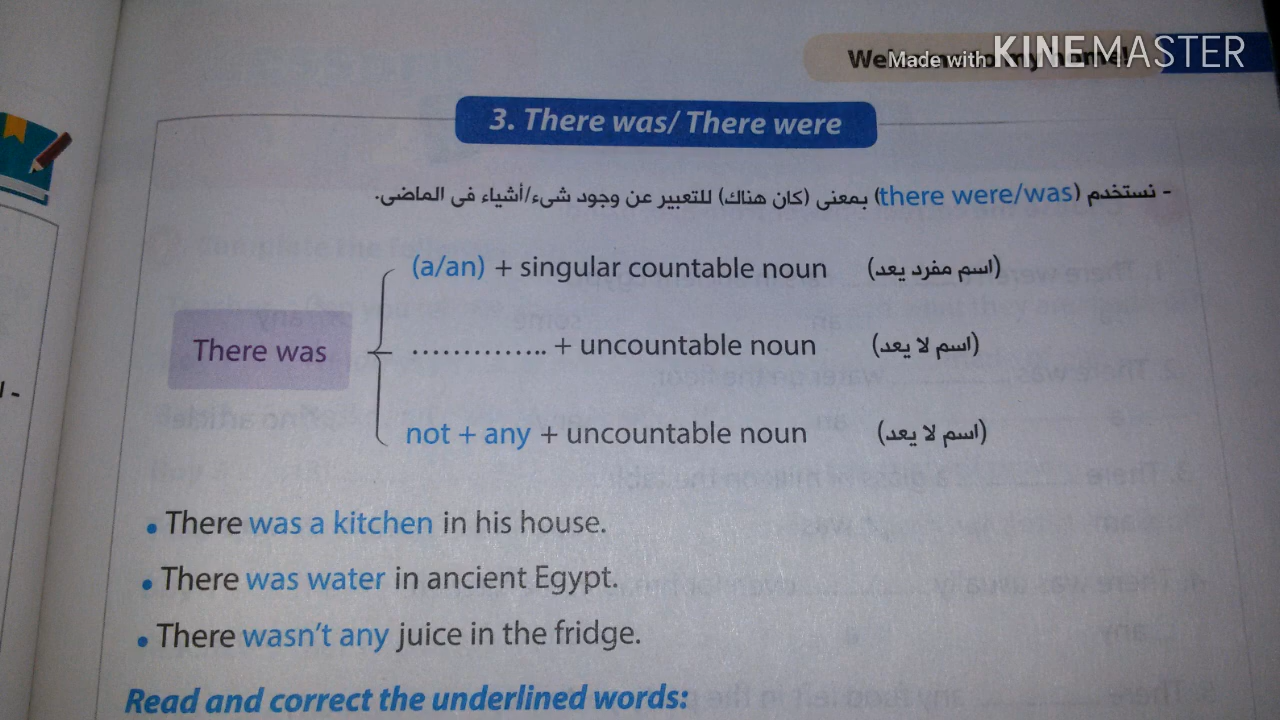 Made with KINEMASTER
3. There was/ There were
- نستخدم (there were/was) بمعنى (كان هناك) للتعبير عن وجود شىء/أشياء فى الماضى.
(a/an) + singular countable noun (اسم مفرد يعد)
There was
.............. + uncountable noun (اسم لا يعد)
not + any + uncountable noun (اسم لا يعد)
• There was a kitchen in his house.
• There was water in ancient Egypt.
• There wasn't any juice in the fridge.
Read and correct the underlined words: